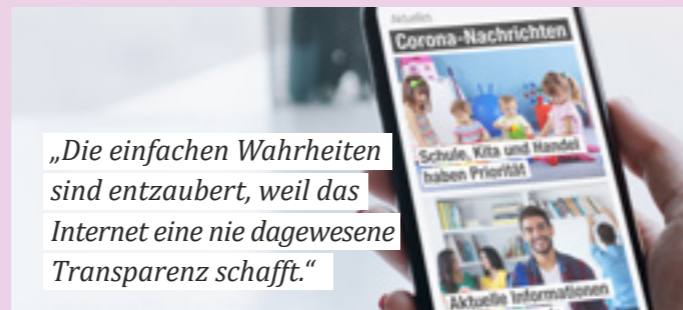 Aktuelles
Corona-Nachrichten
Schule, Kita und Handel
haben Priorität
„Die einfachen Wahrheiten
sind entzaubert, weil das
Internet eine nie dagewesene
Transparenz schafft.“
Aktuelle Informationen